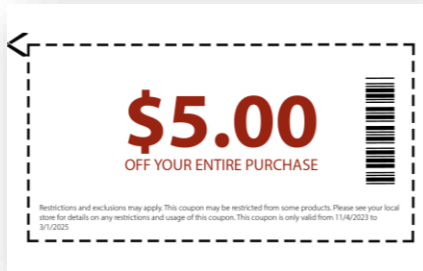 $5.00
OFF YOUR ENTIRE PURCHASE
Restrictions and exclusions may apply. This coupon may be restricted from some products. Please see your local
store for details on any restrictions and usage of this coupon. This coupon is only valid from 11/4/2023 to
3/1/2025